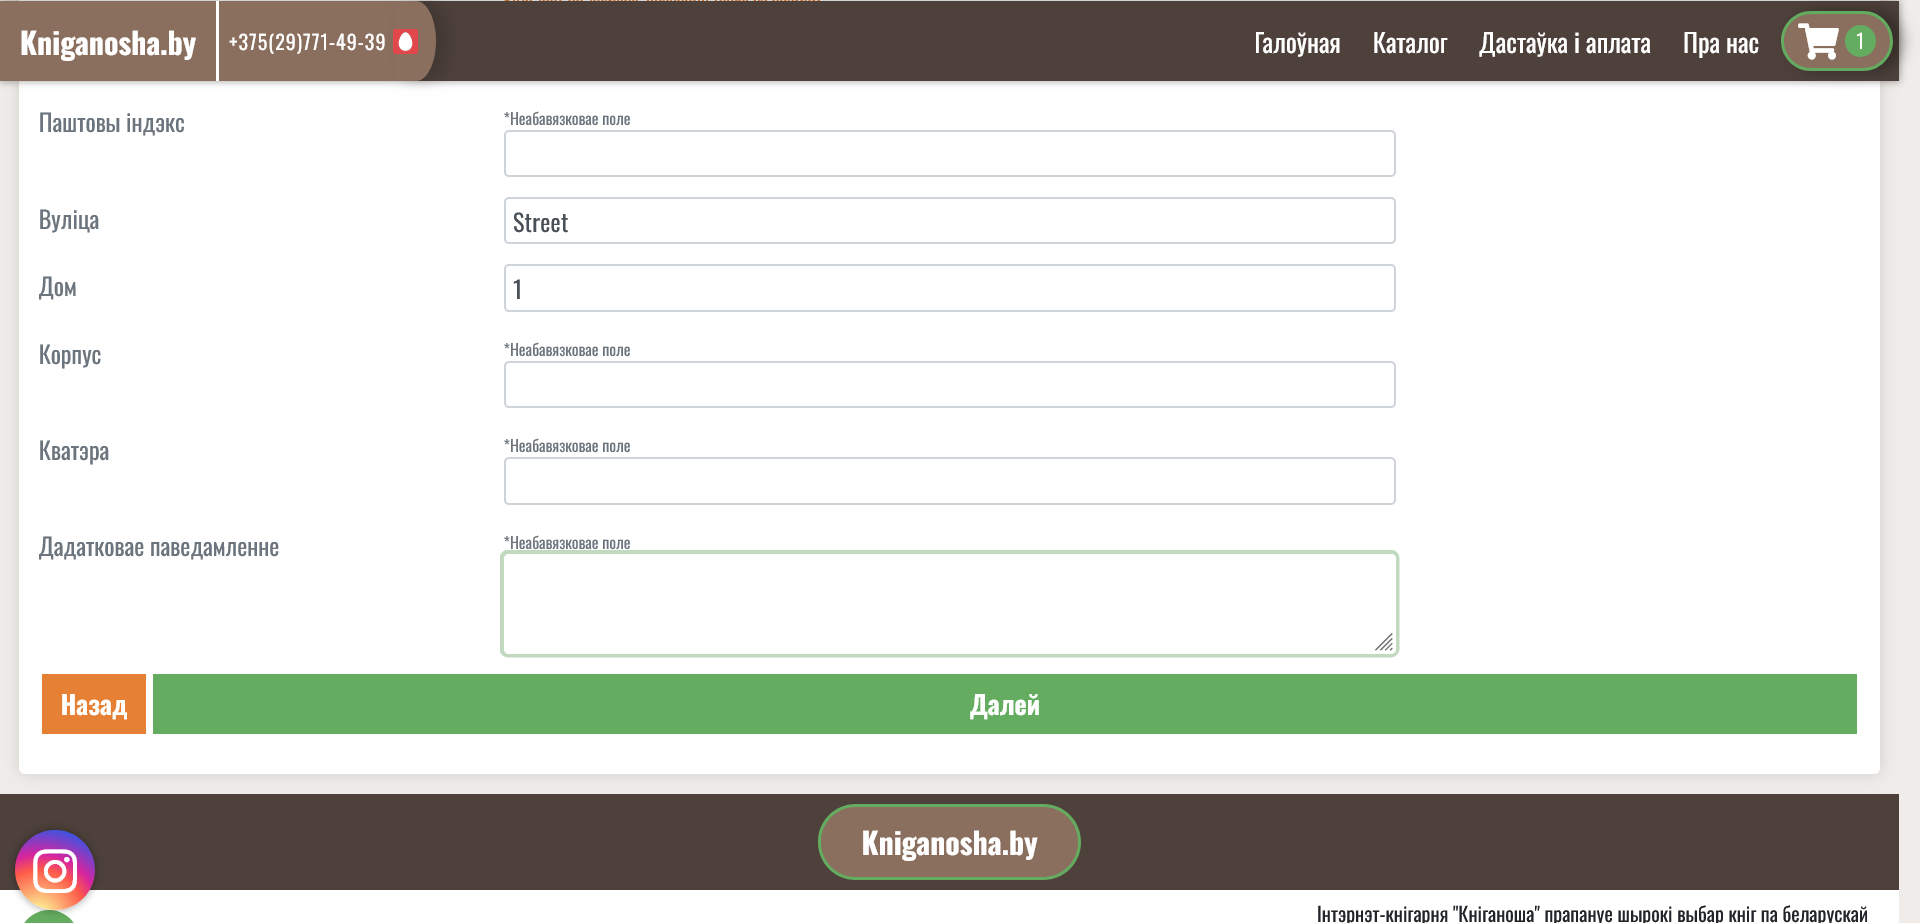 Kniganosha.by
+375(29)771-49-39
Галоўная
Каталог
Дастаўка і аплата
Пра нас
1
Паштовы індэкс
*Неабавязковае поле
Вуліца
Street
Дом
1
Корпус
*Неабавязковае поле
Кватэра
*Неабавязковае поле
Дадатковае паведамленне
*Неабавязковае поле
Назад
Далей
Kniganosha.by
Інтэрнэт-кнігарня "Кніганоша" прапануе шырокі выбар кніг па беларускай